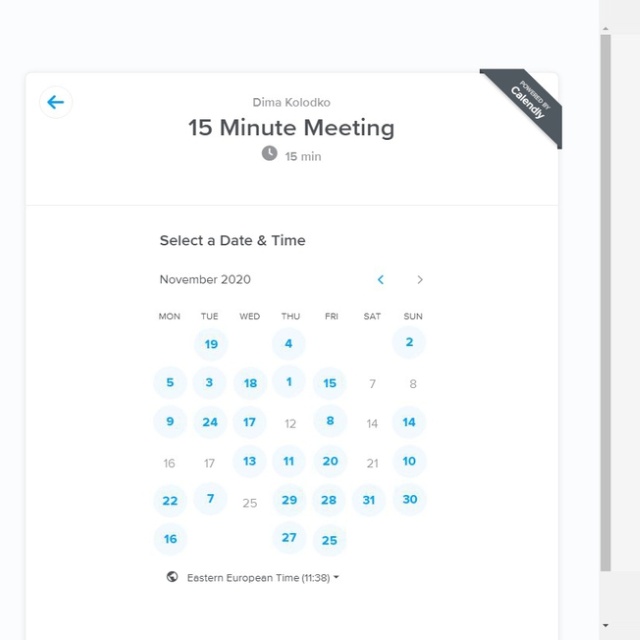 POWERED BY
Calendly
Dima Kolodko
15 Minute Meeting
15 min
Select a Date & Time
November 2020
MON TUE WED THU FRI SAT SUN
19 4 2
5 3 18 1 15 7 8
9 24 17 12 8 14 14
16 17 13 11 20 21 10
22 7 25 29 28 31 30
16 27 25
Eastern European Time (11:38)